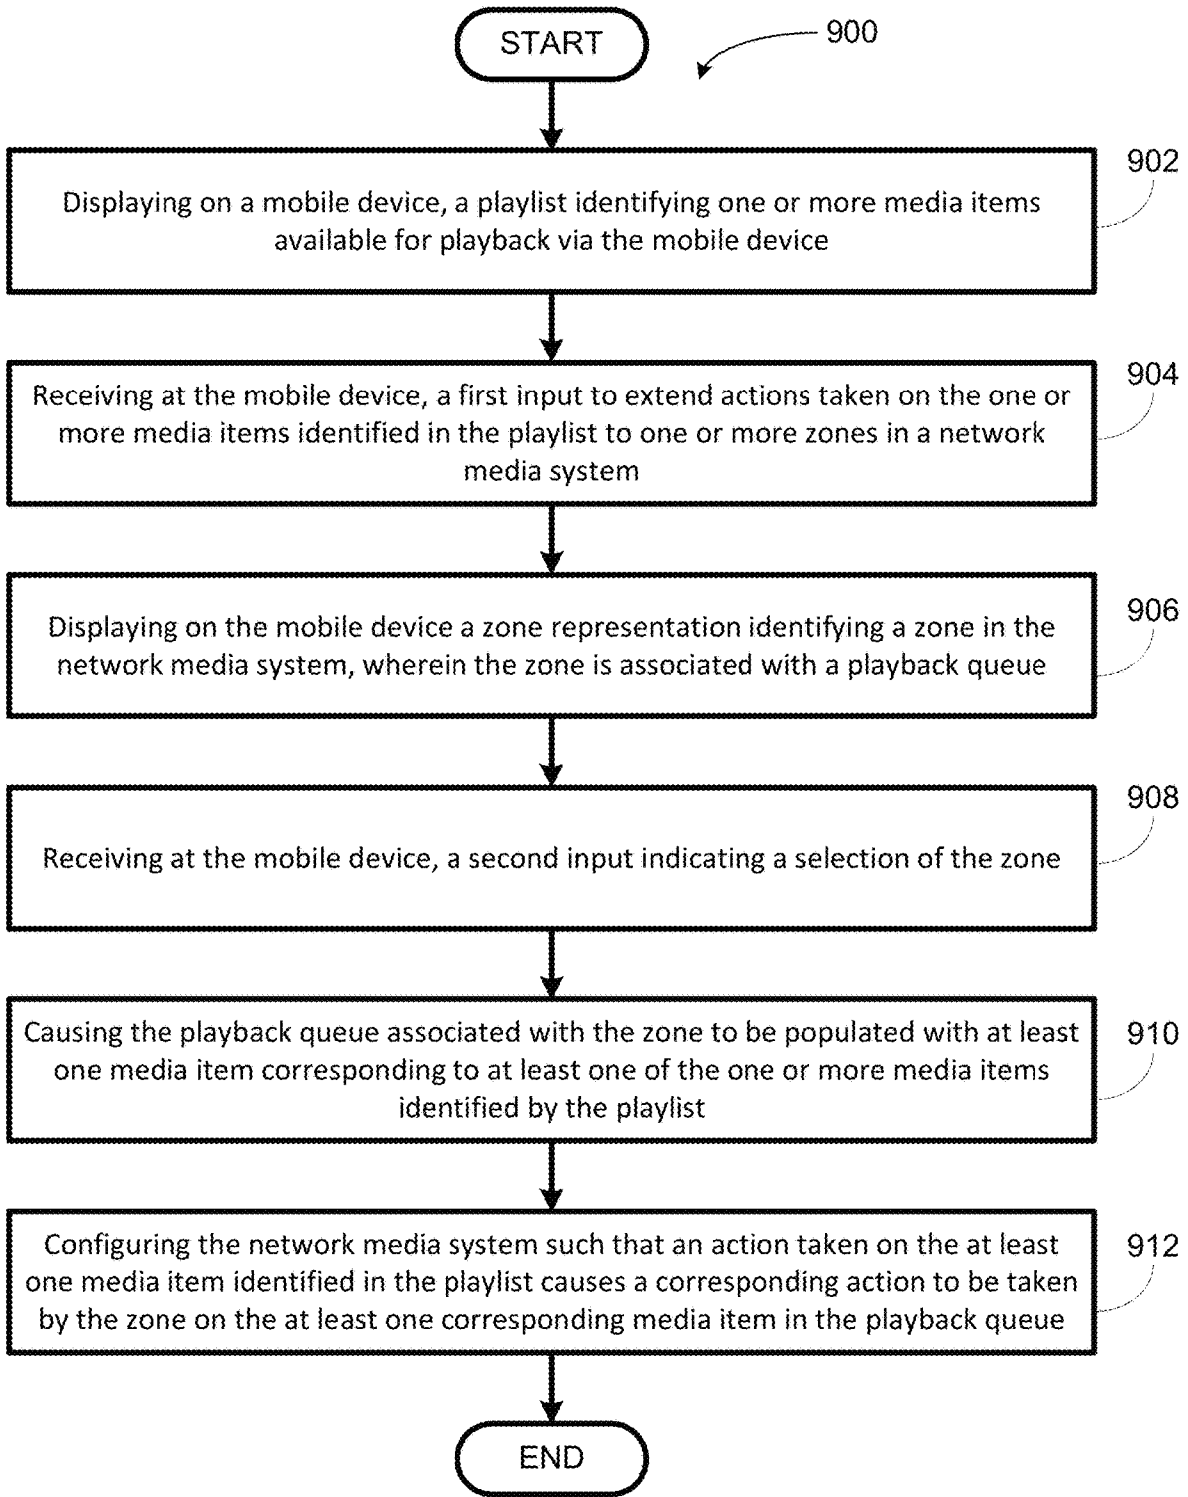 START
900
902
Displaying on a mobile device, a playlist identifying one or more media items
available for playback via the mobile device
904
Receiving at the mobile device, a first input to extend actions taken on the one or
more media items identified in the playlist to one or more zones in a network
media system
906
Displaying on the mobile device a zone representation identifying a zone in the
network media system, wherein the zone is associated with a playback queue
908
Receiving at the mobile device, a second input indicating a selection of the zone
910
Causing the playback queue associated with the zone to be populated with at least
one media item corresponding to at least one of the one or more media items
identified by the playlist
912
Configuring the network media system such that an action taken on the at least
one media item identified in the playlist causes a corresponding action to be taken
by the zone on the at least one corresponding media item in the playback queue
END